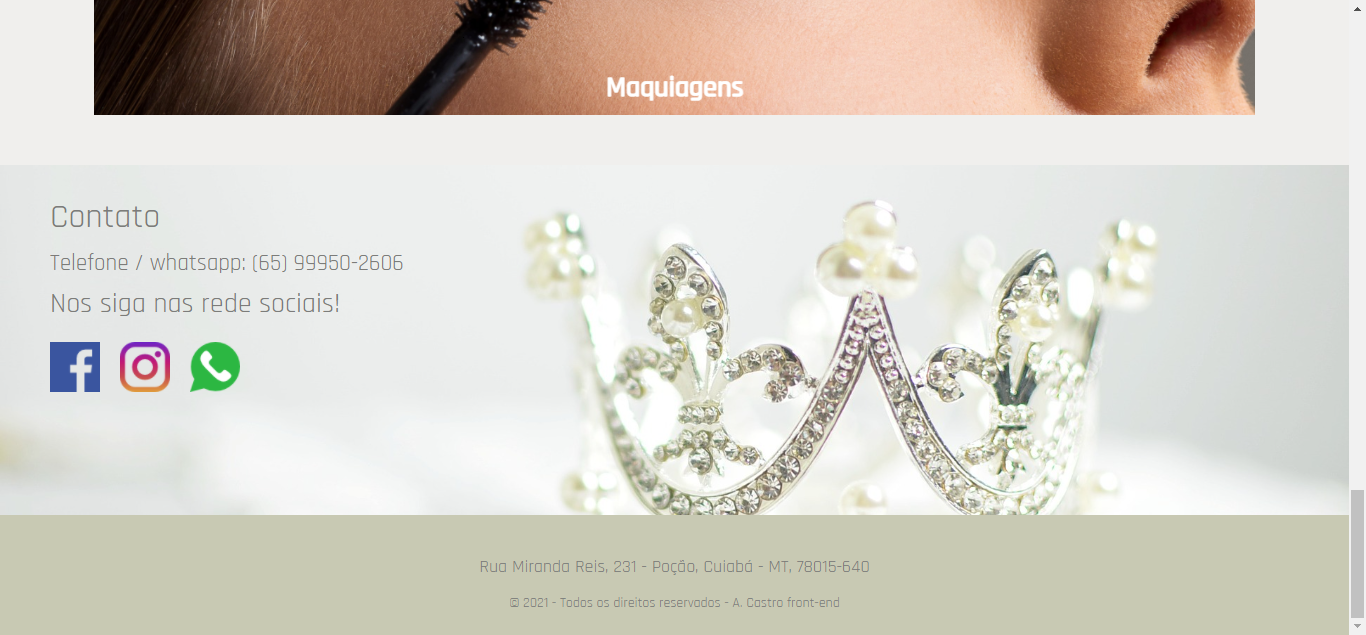 Maquiagens
Contato
Telefone / whatsapp: (65) 99950-2606
Nos siga nas rede sociais!
Rua Miranda Reis, 231 - Poção, Cuiabá - MT, 78015-640
© 2021 - Todos os direitos reservados - A. Castro front-end